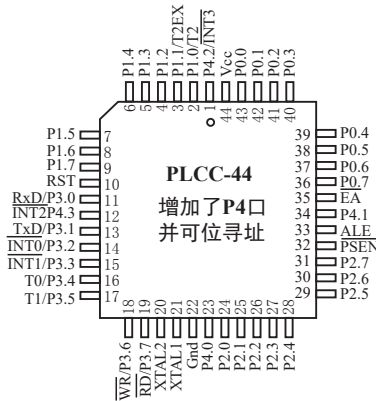 P1.4
P1.3
P1.2
P1.1/T2EX
P1.0/T2
P4.2/INT3
Vcc
P0.0
P0.1
P0.2
P0.3
6
5
4
3
2
1
44
43
42
41
40
P1.5 7
P1.6 8
P1.7 9
RST 10
RxD/P3.0 11
INT2P4.3 12
TxD/P3.1 13
INT0/P3.2 14
INT1/P3.3 15
T0/P3.4 16
T1/P3.5 17
PLCC-44
增加了P4口
并可位寻址
39 P0.4
38 P0.5
37 P0.6
36 P0.7
35 EA
34 P4.1
33 ALE
32 PSEN
31 P2.7
30 P2.6
29 P2.5
18
19
20
21
22
23
24
25
26
27
28
WR/P3.6
RD/P3.7
XTAL2
XTAL1
Gnd
P4.0
P2.0
P2.1
P2.2
P2.3
P2.4